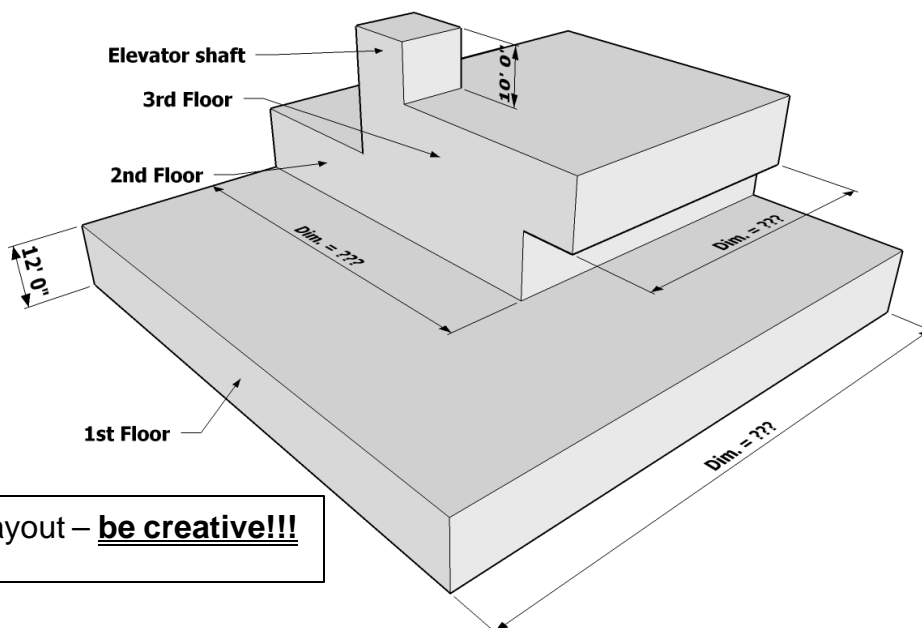 Elevator shaft
10' 0"
3rd Floor
2nd Floor
Dim. = ???
Dim. = ???
12' 0"
1st Floor
Dim. = ???
ayout – be creative!!!